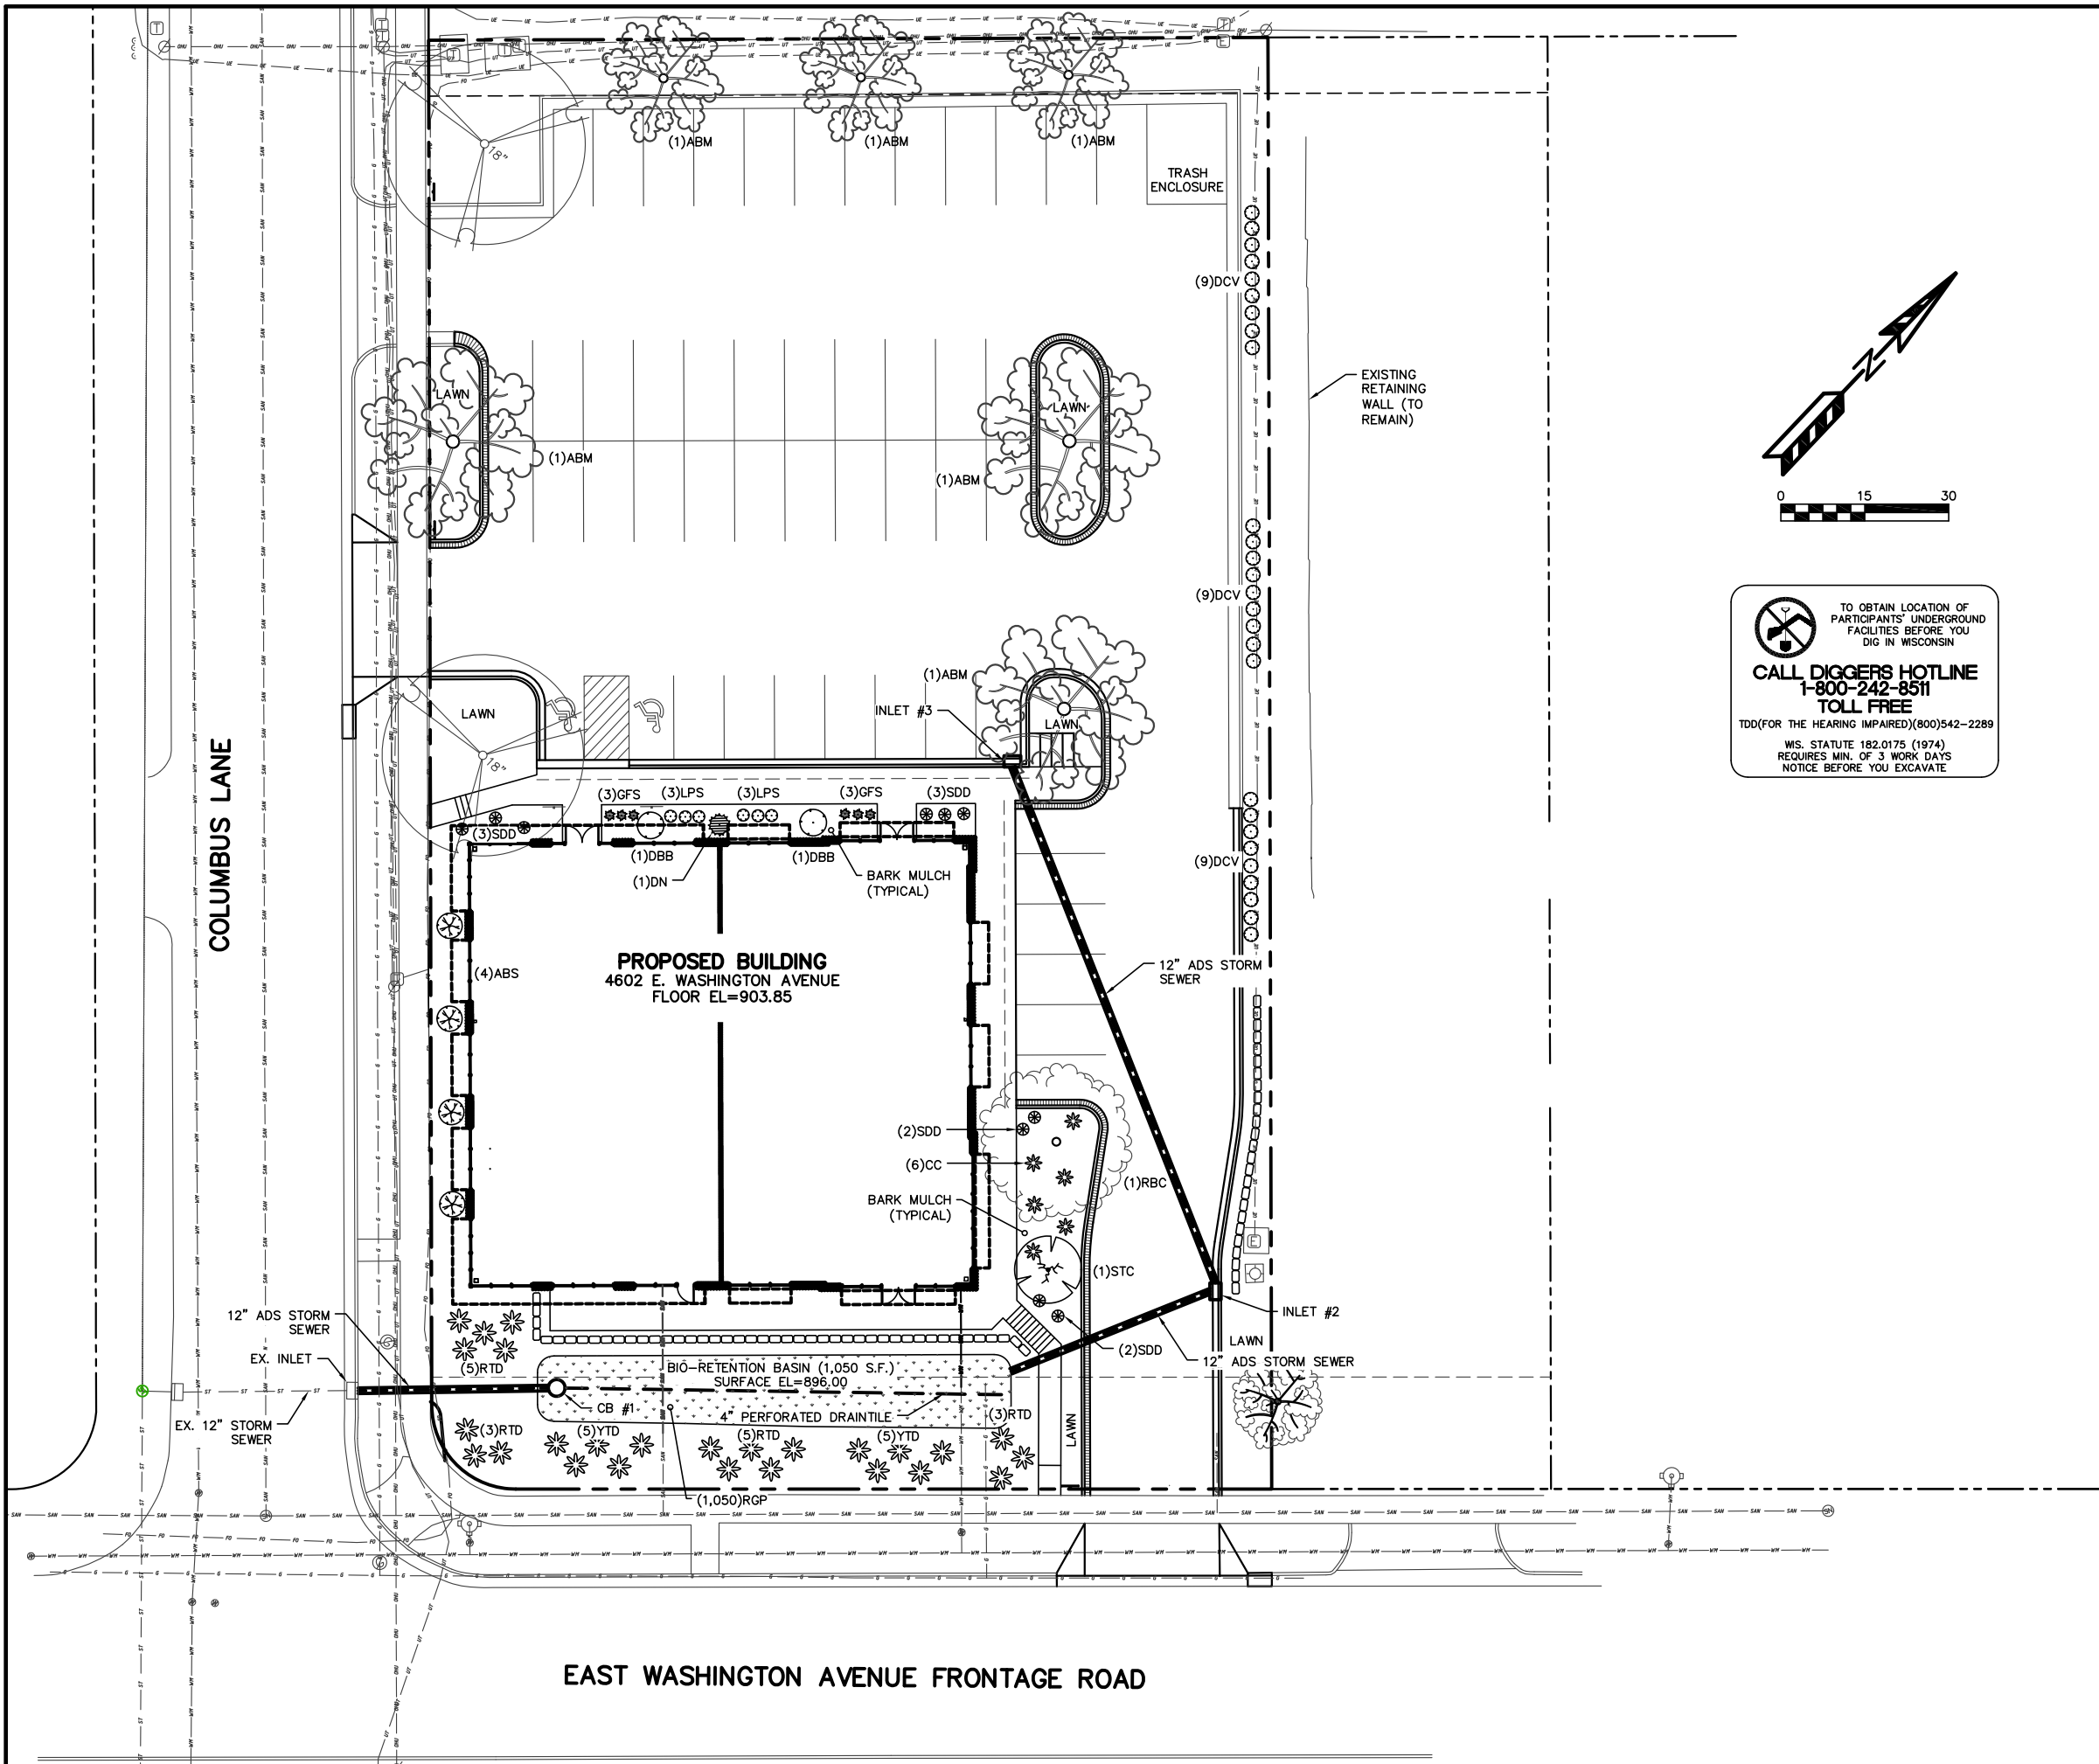 (1)ABM
(1)ABM
(1)ABM
18"
TRASH
ENCLOSURE
(9)DCV
LAWN
LAWN
(1)ABM
(1)ABM
EXISTING
RETAINING
WALL (TO
REMAIN)
N
0 15 30
(9)DCV
TO OBTAIN LOCATION OF
PARTICIPANTS' UNDERGROUND
FACILITIES BEFORE YOU
DIG IN WISCONSIN
CALL DIGGERS HOTLINE
1-800-242-8511
TOLL FREE
TDD(FOR THE HEARING IMPAIRED)(800)542-2289
WIS. STATUTE 182.0175 (1974)
REQUIRES MIN. OF 3 WORK DAYS
NOTICE BEFORE YOU EXCAVATE
(1)ABM
INLET #3
LAWN
LAWN
18"
COLUMBUS LANE
(3)GFS
(3)LPS
(3)LPS
(3)GFS
(3)SDD
(3)SDD
(1)DBB
(1)DBB
(1)DN
BARK MULCH
(TYPICAL)
(9)DCV
PROPOSED BUILDING
4602 E. WASHINGTON AVENUE
FLOOR EL=903.85
(4)ABS
12" ADS STORM
SEWER
(2)SDD
(6)CC
(1)RBC
BARK MULCH
(TYPICAL)
(1)STC
INLET #2
LAWN
12" ADS STORM
SEWER
EX. INLET
(5)RTD
BIO-RETENTION BASIN (1,050 S.F.)
SURFACE EL=896.00
(2)SDD
12" ADS STORM SEWER
CB #1
4" PERFORATED DRAINTILE
EX. 12" STORM
SEWER
(3)RTD
(5)YTD
(5)RTD
(5)YTD
(3)RTD
LAWN
(1,050)RGP
EAST WASHINGTON AVENUE FRONTAGE ROAD